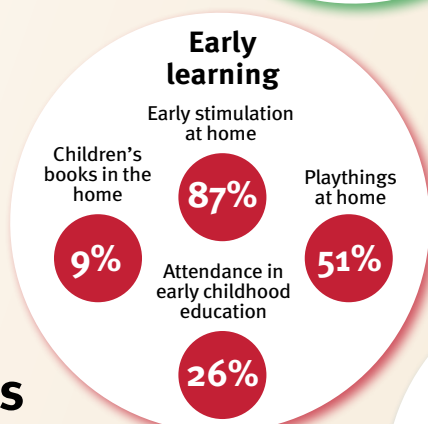 Early
learning
Early stimulation
at home
87%
Children’s
books in the
home
9%
Playthings
at home
51%
Attendance in
early childhood
education
26%
s